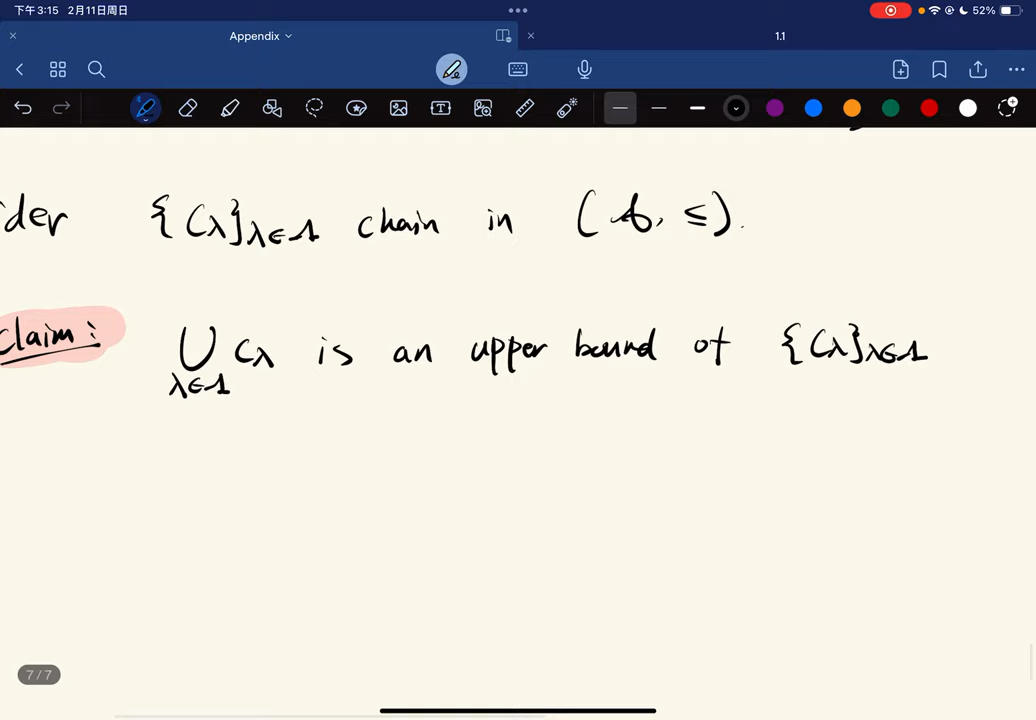 下午3:15 2月11日周日
52%
Appendix
1.1
ider {Cλ}λ∈Λ chain in (𝒜, ≤).
Claim: ⋃ Cλ is an upper bound of {Cλ}λ∈Λ
λ∈Λ
7 / 7